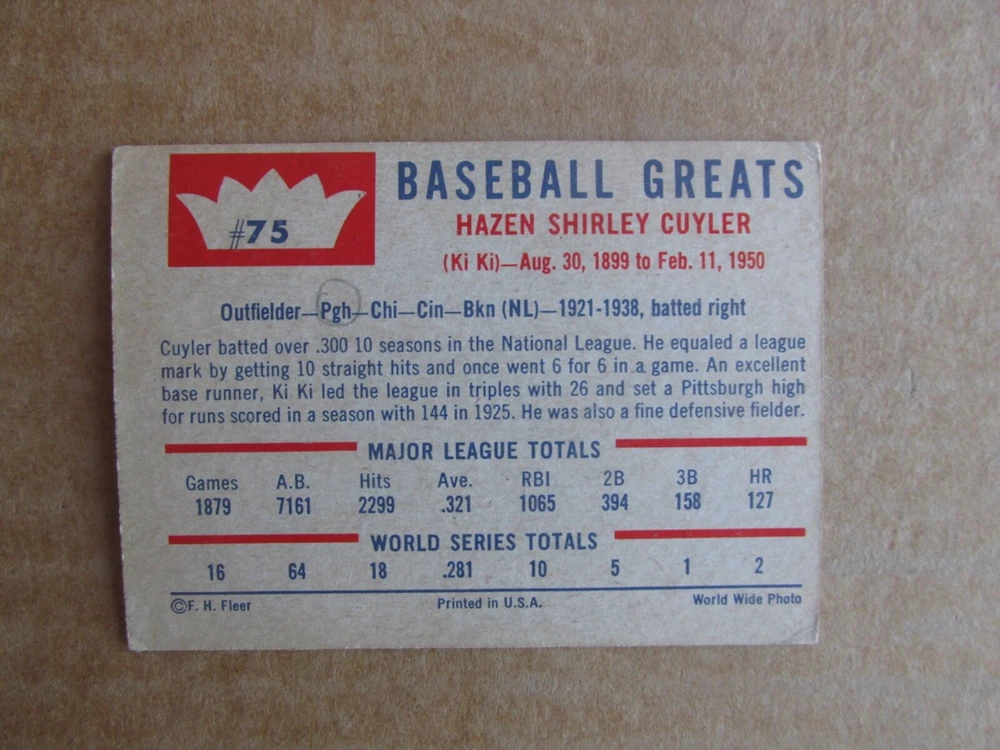 #75
BASEBALL GREATS
HAZEN SHIRLEY CUYLER
(Ki Ki)—Aug. 30, 1899 to Feb. 11, 1950
Outfielder—Pgh—Chi—Cin—Bkn (NL)—1921-1938, batted right
Cuyler batted over .300 10 seasons in the National League. He equaled a league
mark by getting 10 straight hits and once went 6 for 6 in a game. An excellent
base runner, Ki Ki led the league in triples with 26 and set a Pittsburgh high
for runs scored in a season with 144 in 1925. He was also a fine defensive fielder.
MAJOR LEAGUE TOTALS
Games A.B. Hits Ave. RBI 2B 3B HR
1879 7161 2299 .321 1065 394 158 127
WORLD SERIES TOTALS
16 64 18 .281 10 5 1 2
©F. H. Fleer Printed in U.S.A. World Wide Photo